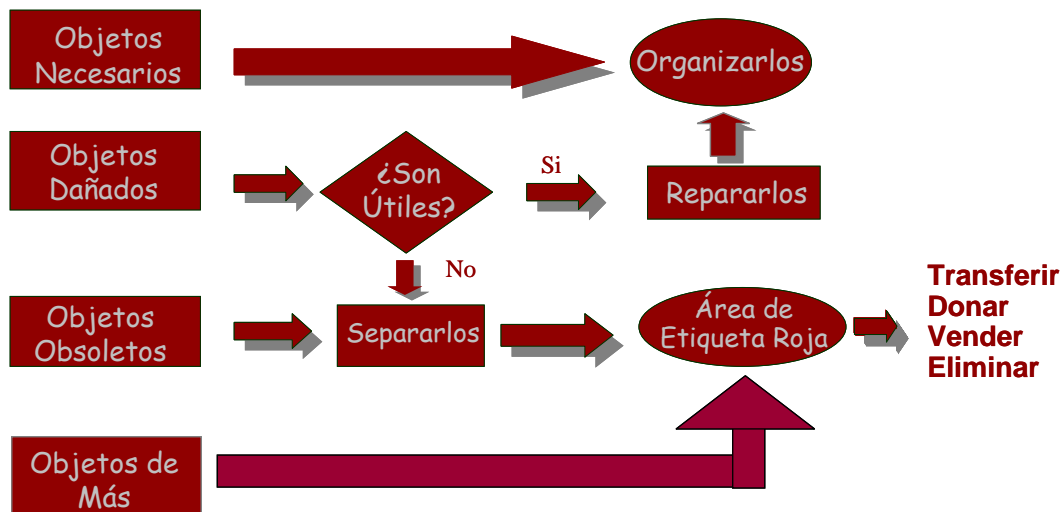 Objetos
Necesarios
Organizarlos
Objetos
Dañados
¿Son
Útiles?
Si
Repararlos
No
Objetos
Obsoletos
Separarlos
Área de
Etiqueta Roja
Transferir
Donar
Vender
Eliminar
Objetos de
Más